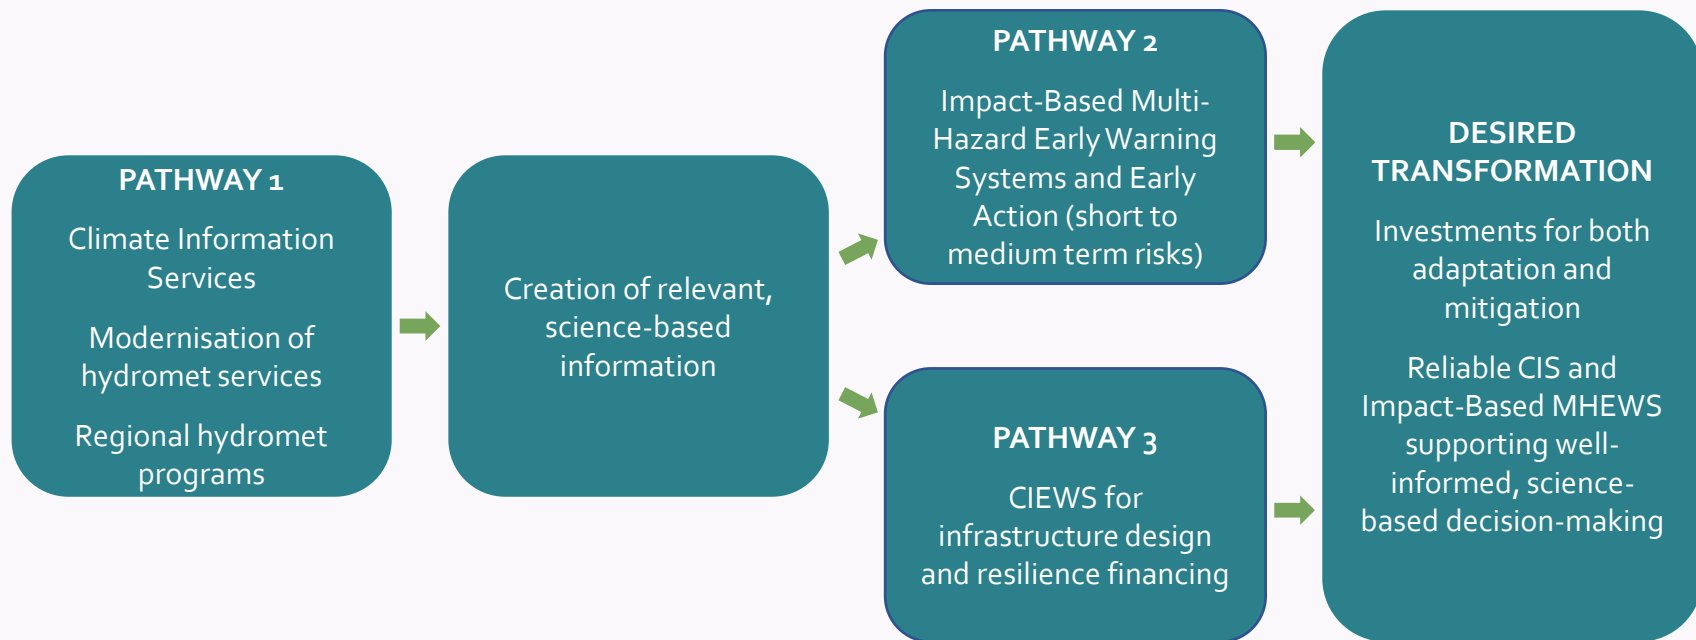 PATHWAY 1
Climate Information
Services
Modernisation of
hydromet services
Regional hydromet
programs
Creation of relevant,
science-based
information
PATHWAY 2
Impact-Based Multi-
Hazard Early Warning
Systems and Early
Action (short to
medium term risks)
PATHWAY 3
CIEWS for
infrastructure design
and resilience financing
DESIRED
TRANSFORMATION
Investments for both
adaptation and
mitigation
Reliable CIS and
Impact-Based MHEWS
supporting well-
informed, science-
based decision-making